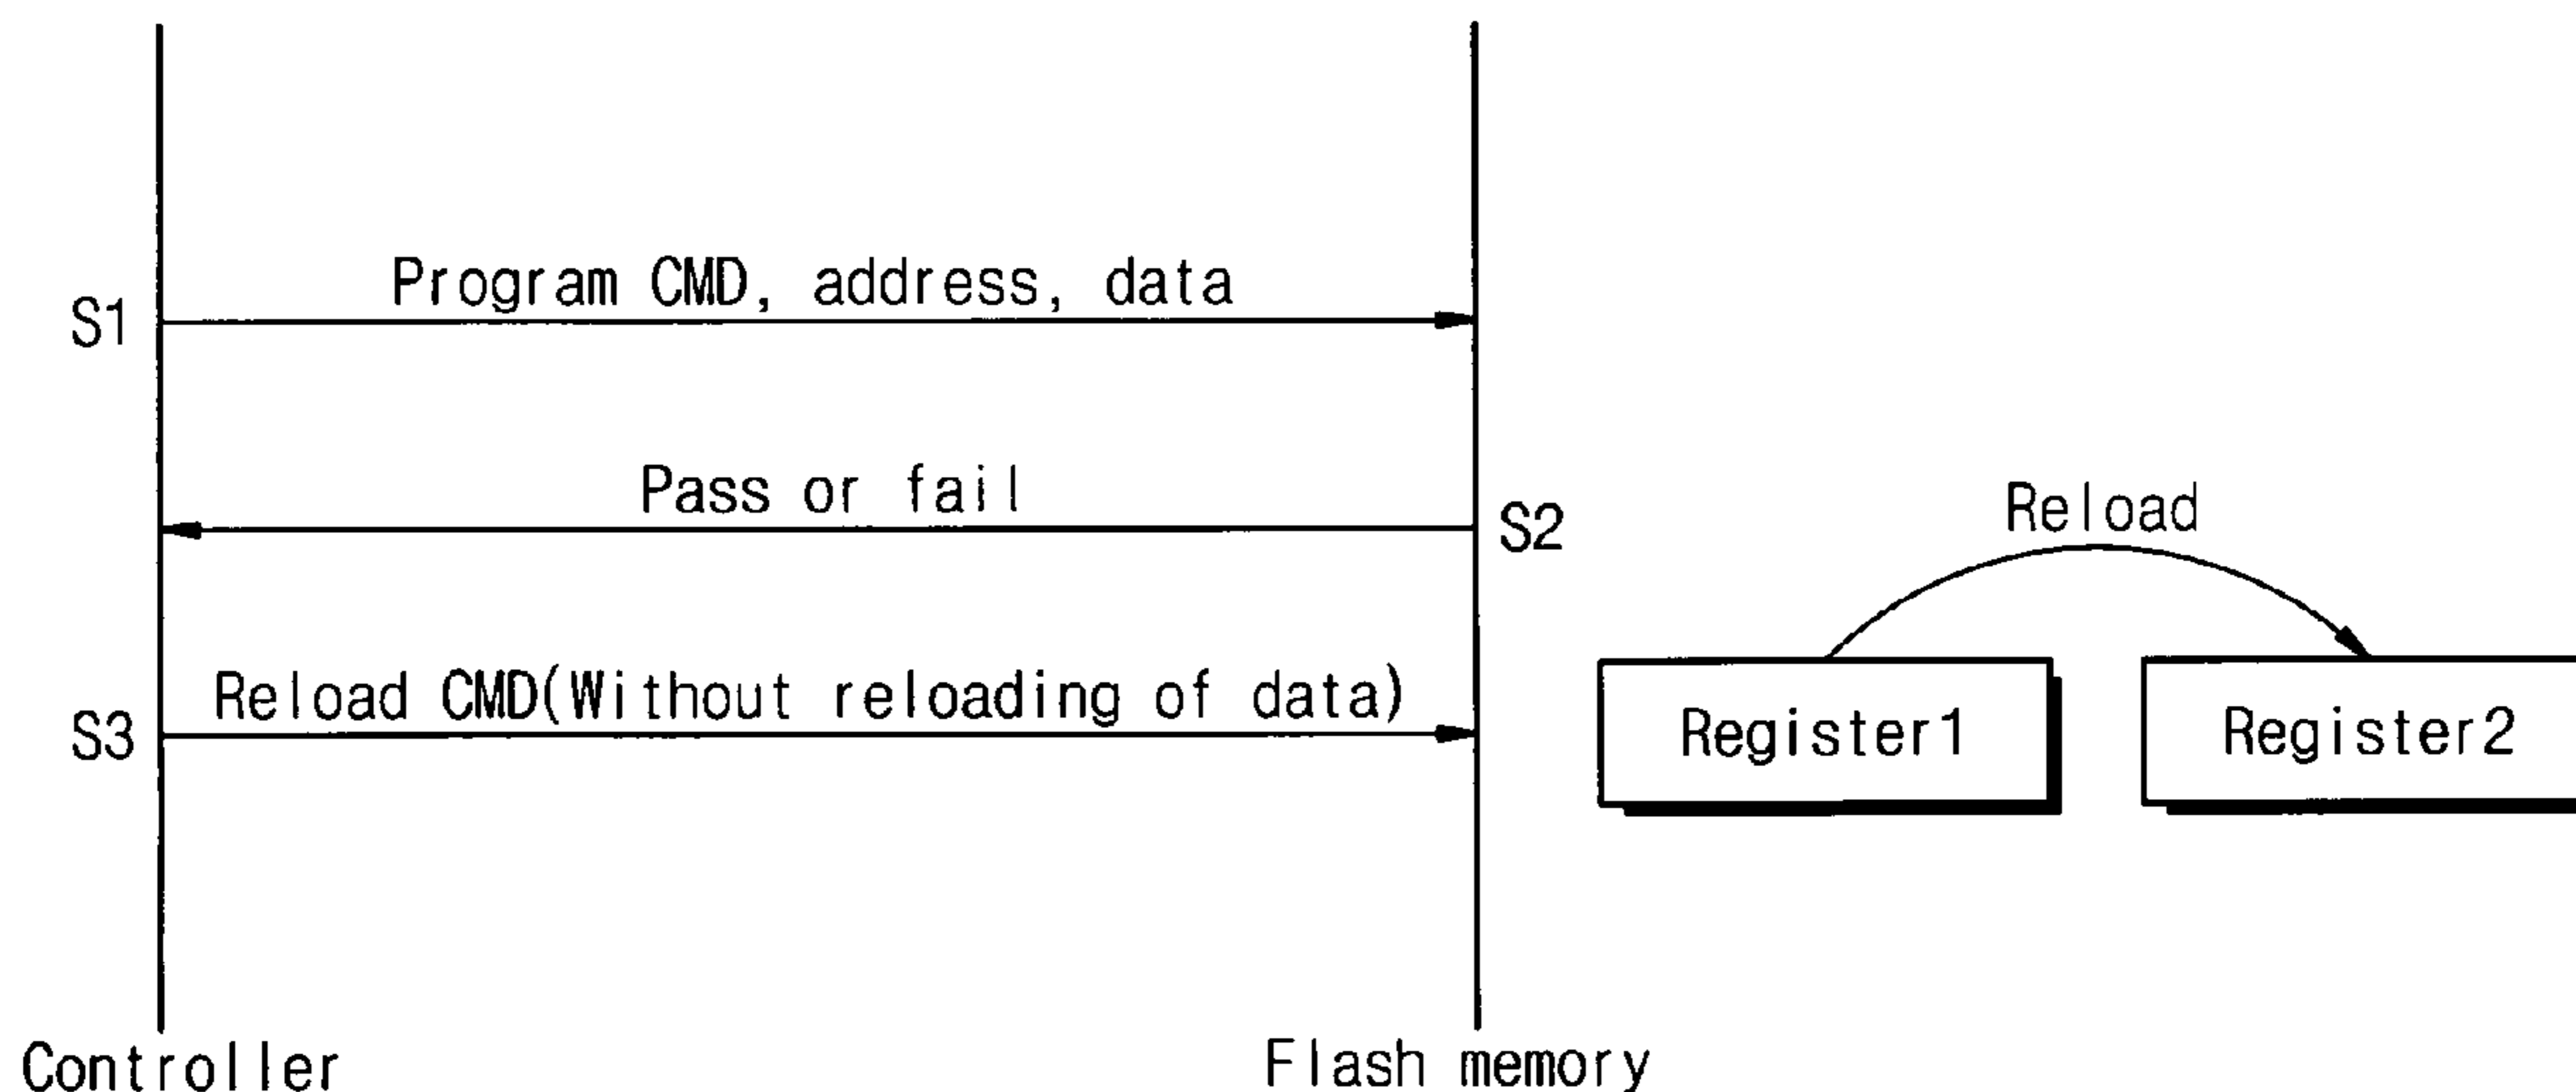 Program CMD, address, data
S1
Pass or fail
S2
Reload
Reload CMD(Without reloading of data)
S3
Register1
Register2
Controller
Flash memory